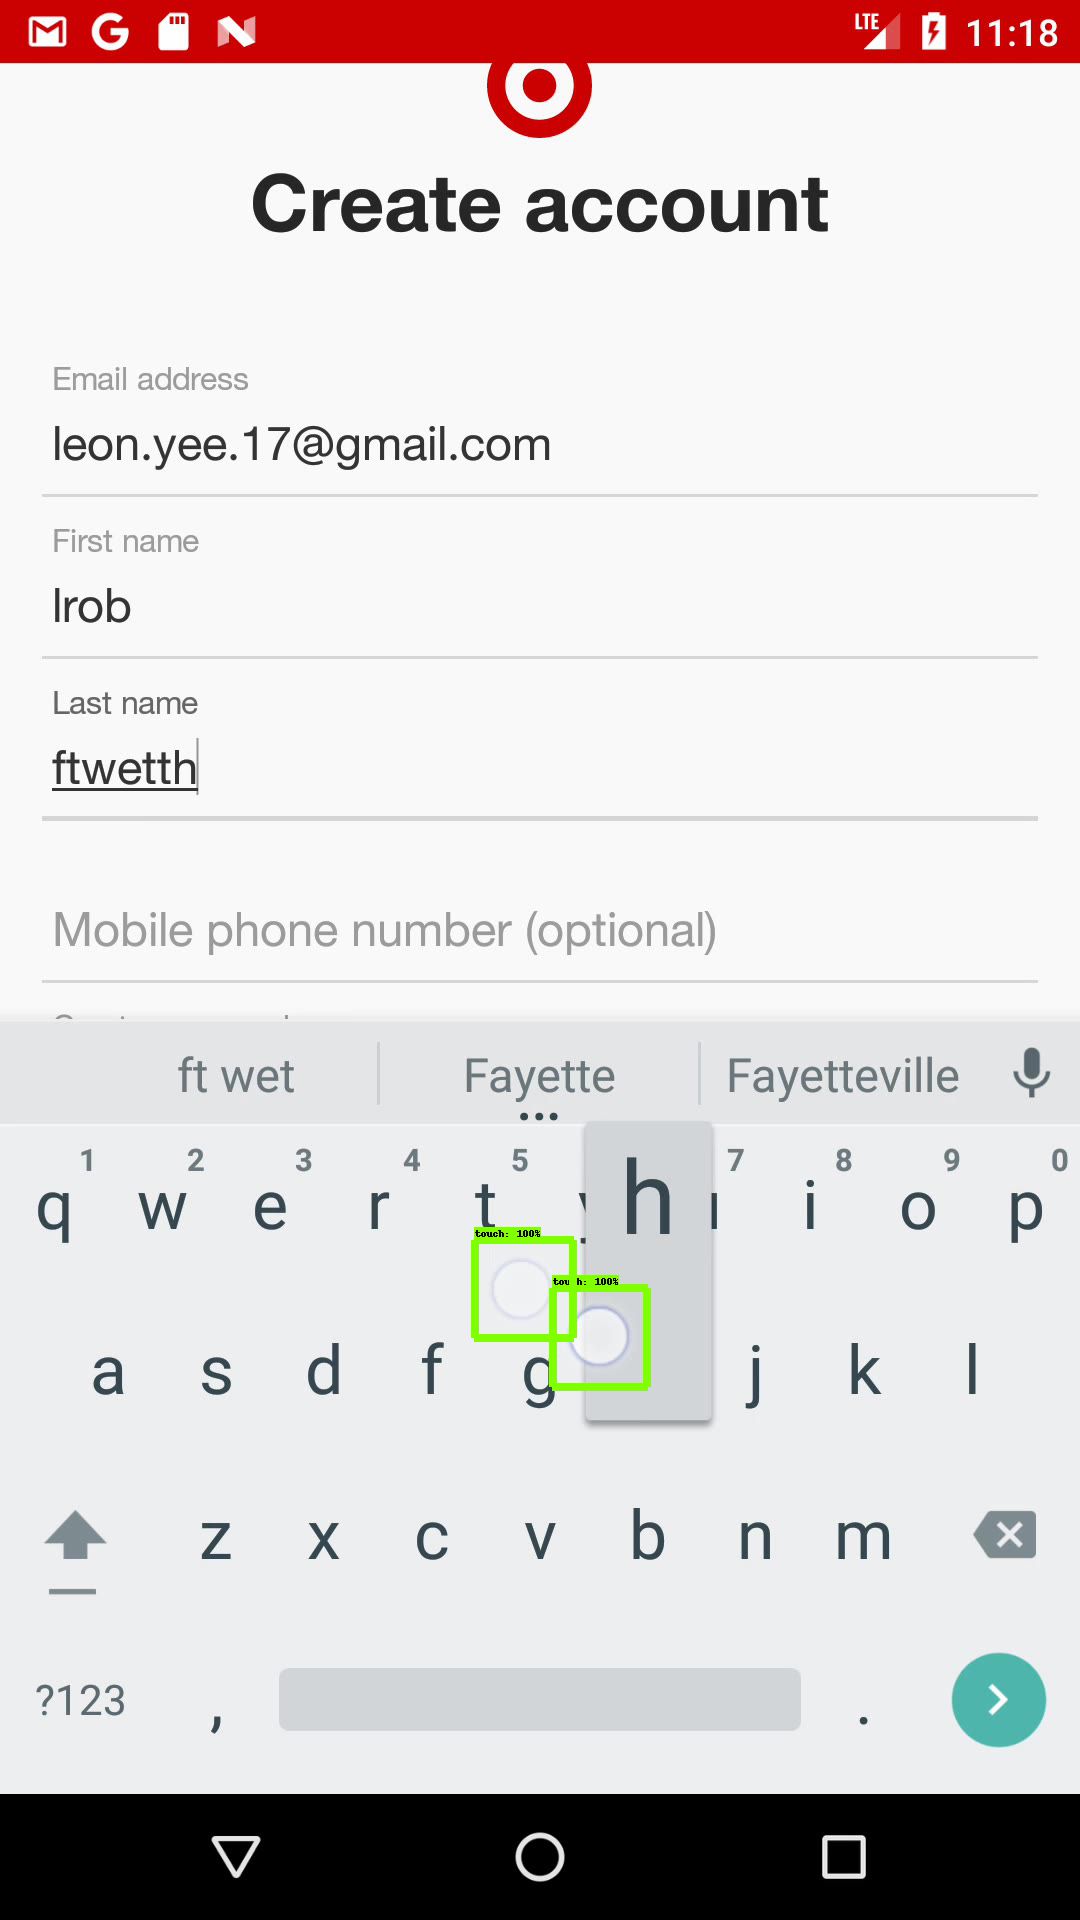 LTE 11:18
Create account
Email address
leon.yee.17@gmail.com
First name
lrob
Last name
ftwetth
Mobile phone number (optional)
ft wet Fayette Fayetteville
1 2 3 4 5 7 8 9 0
q w e r t i o p
h
touch: 100%
touch: 100%
a s d f g j k l
z x c v b n m
?123 , .